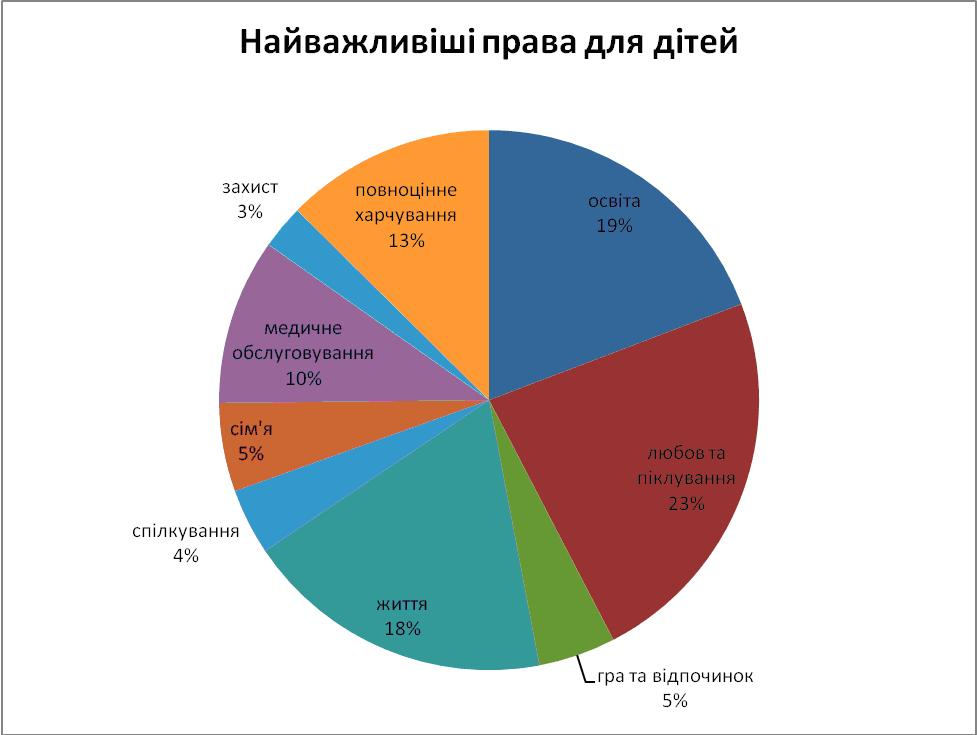 Найважливіші права для дітей
освіта
19%
любов та
піклування
23%
гра та відпочинок
5%
життя
18%
спілкування
4%
сім'я
5%
медичне
обслуговування
10%
захист
3%
повноцінне
харчування
13%